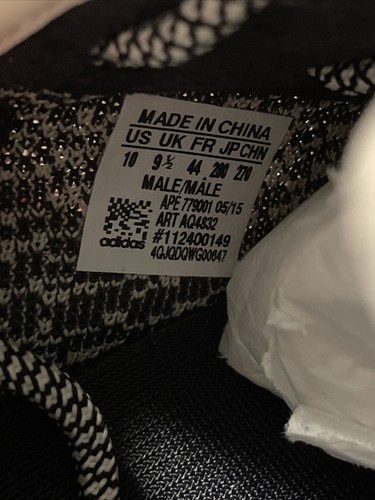 MADE IN CHINA
US UK FR JP CHN
10 9½ 44 280 270
MALE/MÂLE
APE 779001 05/15
ART AQ4832
#112400149
adidas
4QJQDQWG00647